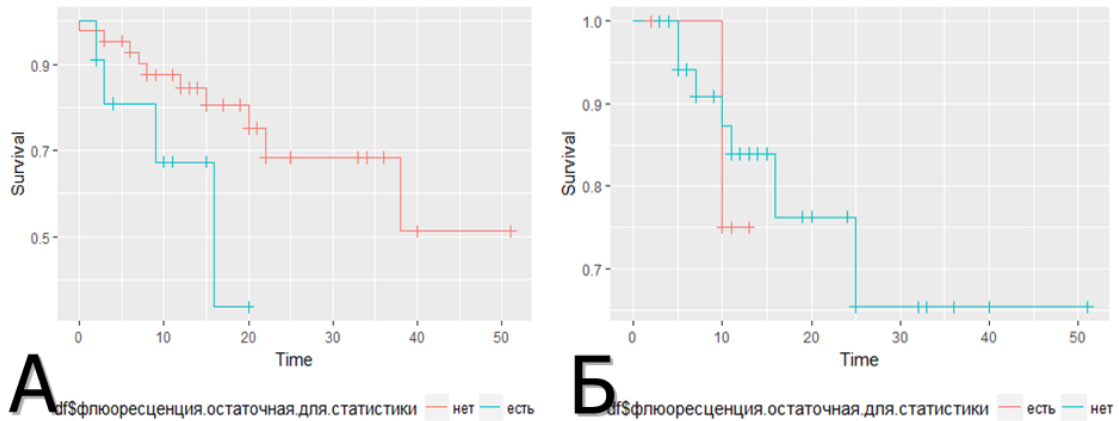 Survival
0.9
0.7
0.5
0 10 20 30 40 50
Time
А
df$флюоресценция.остаточная.для.статистики нет есть
Survival
1.0
0.9
0.8
0.7
0 10 20 30 40 50
Time
Б
df$флюоресценция.остаточная.для.статистики есть нет